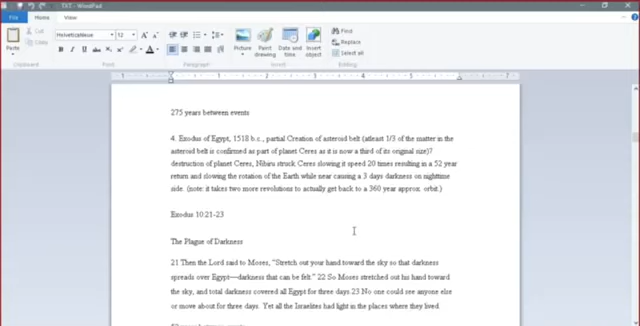 TXT - WordPad
File Home View
Paste
Cut
Copy
HelveticaNeue 12
Picture
Paint drawing
Date and time
Insert object
Find
Replace
Select all
Clipboard Font Paragraph Insert Editing
275 years between events
4. Exodus of Egypt, 1518 b.c., partial Creation of asteroid belt (atleast 1/3 of the matter in the
asteroid belt is confirmed as part of planet Ceres as it is now a third of its original size)?
destruction of planet Ceres, Nibiru struck Ceres slowing it speed 20 times resulting in a 52 year
return and slowing the rotation of the Earth while near causing a 3 days darkness on nighttime
side. (note: it takes two more revolutions to actually get back to a 360 year approx. orbit.)
Exodus 10:21-23
The Plague of Darkness
21 Then the Lord said to Moses, "Stretch out your hand toward the sky so that darkness
spreads over Egypt—darkness that can be felt." 22 So Moses stretched out his hand toward
the sky, and total darkness covered all Egypt for three days.23 No one could see anyone else
or move about for three days. Yet all the Israelites had light in the places where they lived.